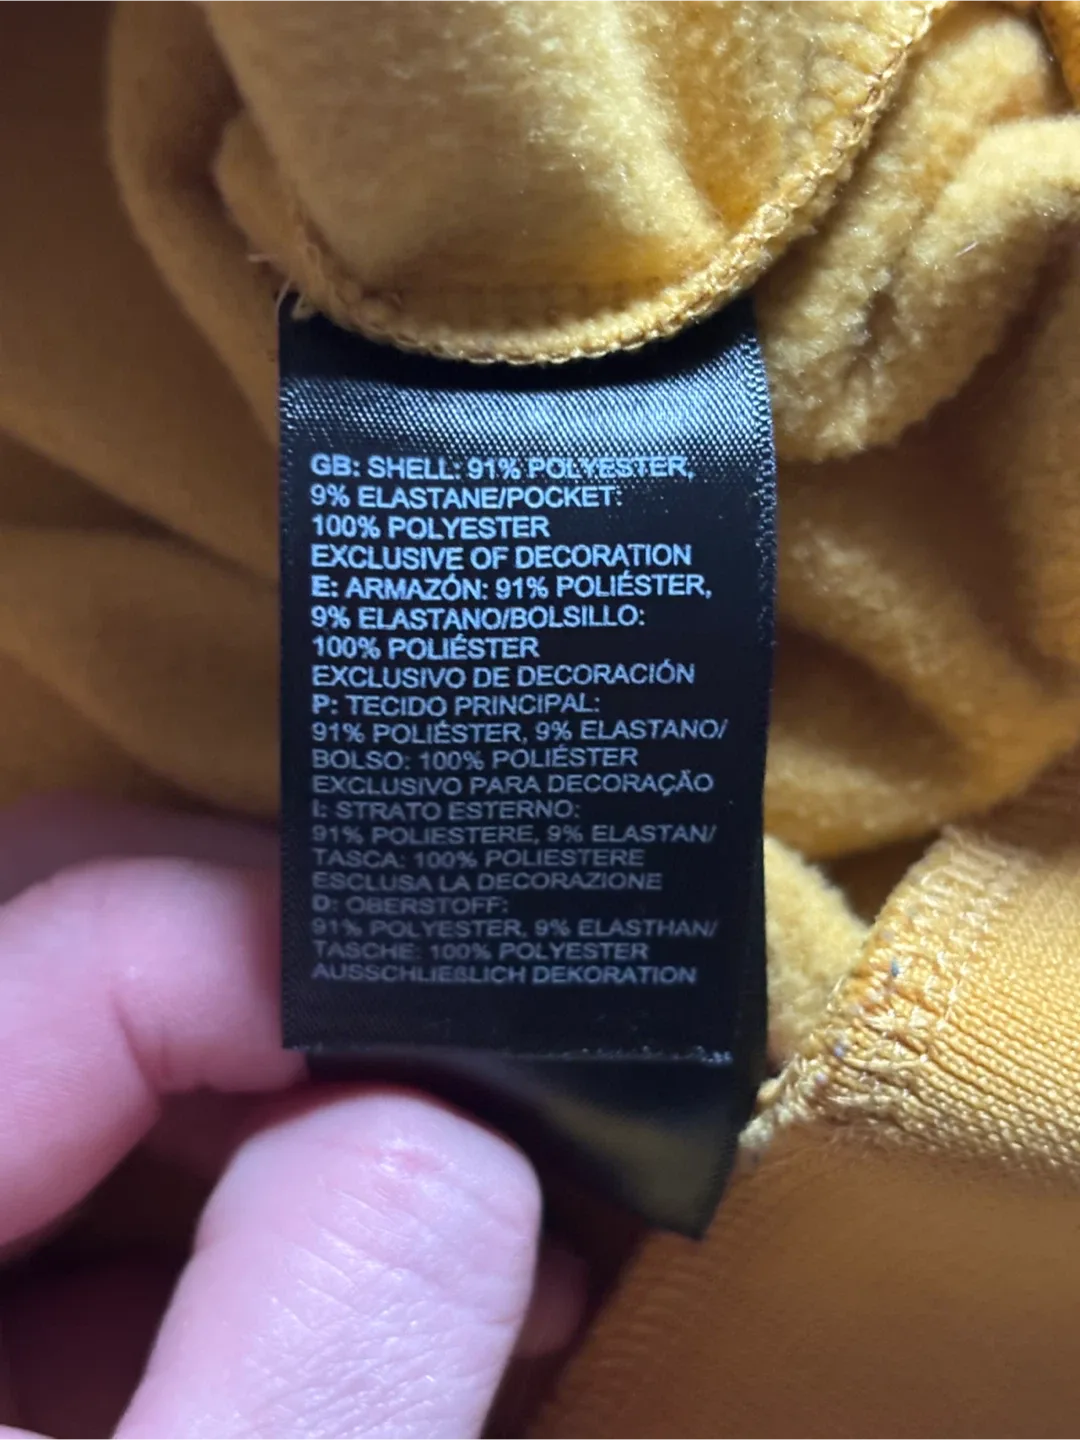 GB: SHELL: 91% POLYESTER,
9% ELASTANE/POCKET:
100% POLYESTER
EXCLUSIVE OF DECORATION
E: ARMAZÓN: 91% POLIÉSTER,
9% ELASTANO/BOLSILLO:
100% POLIÉSTER
EXCLUSIVO DE DECORACIÓN
P: TECIDO PRINCIPAL:
91% POLIÉSTER, 9% ELASTANO/
BOLSO: 100% POLIÉSTER
EXCLUSIVO PARA DECORAÇÃO
I: STRATO ESTERNO:
91% POLIESTERE, 9% ELASTAN/
TASCA: 100% POLIESTERE
ESCLUSA LA DECORAZIONE
D: OBERSTOFF:
91% POLYESTER, 9% ELASTHAN/
TASCHE: 100% POLYESTER
AUSSCHLIEßLICH DEKORATION